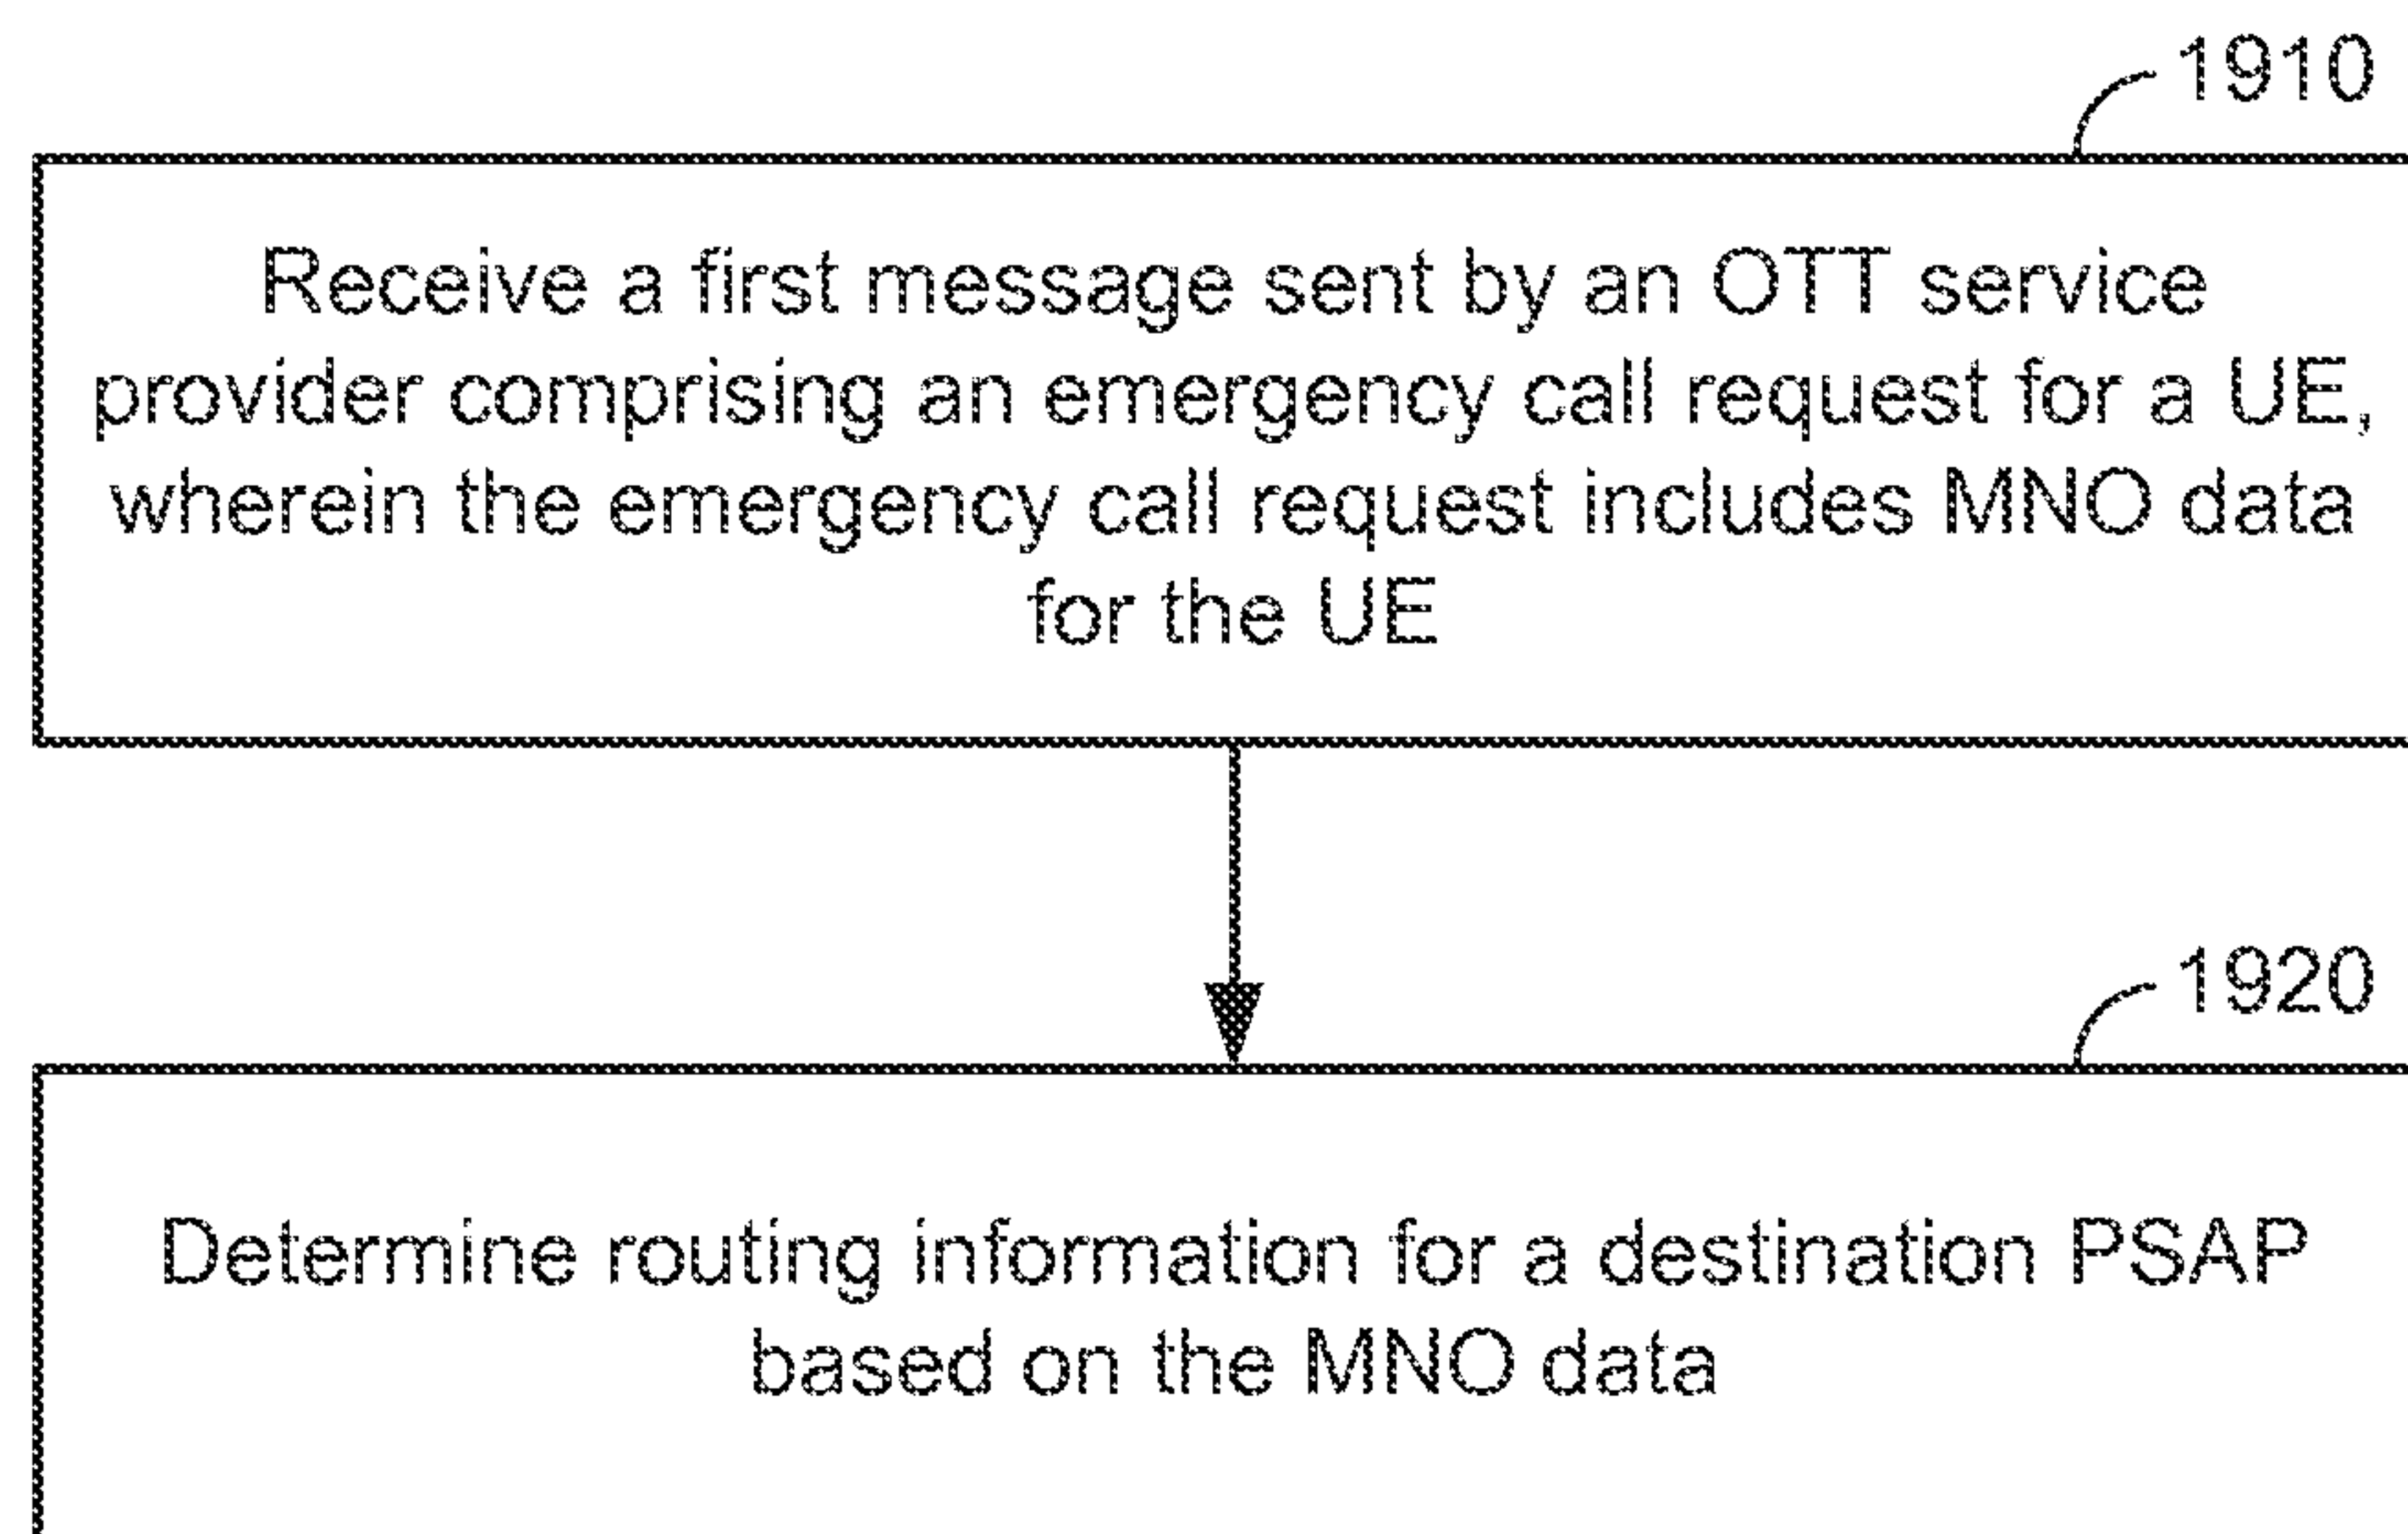 1910
Receive a first message sent by an OTT service
provider comprising an emergency call request for a UE,
wherein the emergency call request includes MNO data
for the UE
1920
Determine routing information for a destination PSAP
based on the MNO data